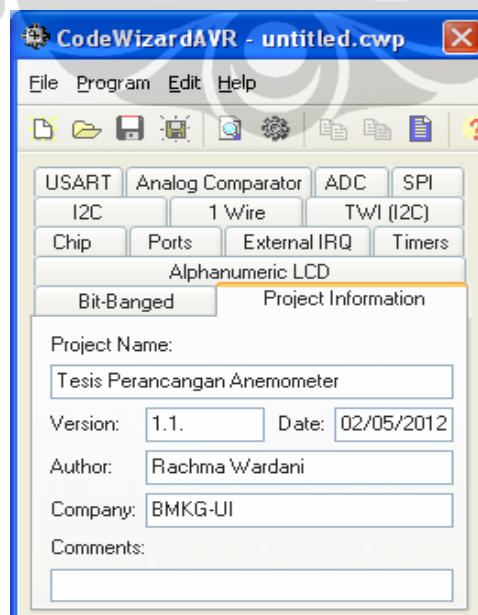 CodeWizardAVR - untitled.cwp
File Program Edit Help
USART Analog Comparator ADC SPI
I2C 1 Wire TWI (I2C)
Chip Ports External IRQ Timers
Alphanumeric LCD
Bit-Banged Project Information
Project Name:
Tesis Perancangan Anemometer
Version: 1.1. Date: 02/05/2012
Author: Rachma Wardani
Company: BMKG-UI
Comments: